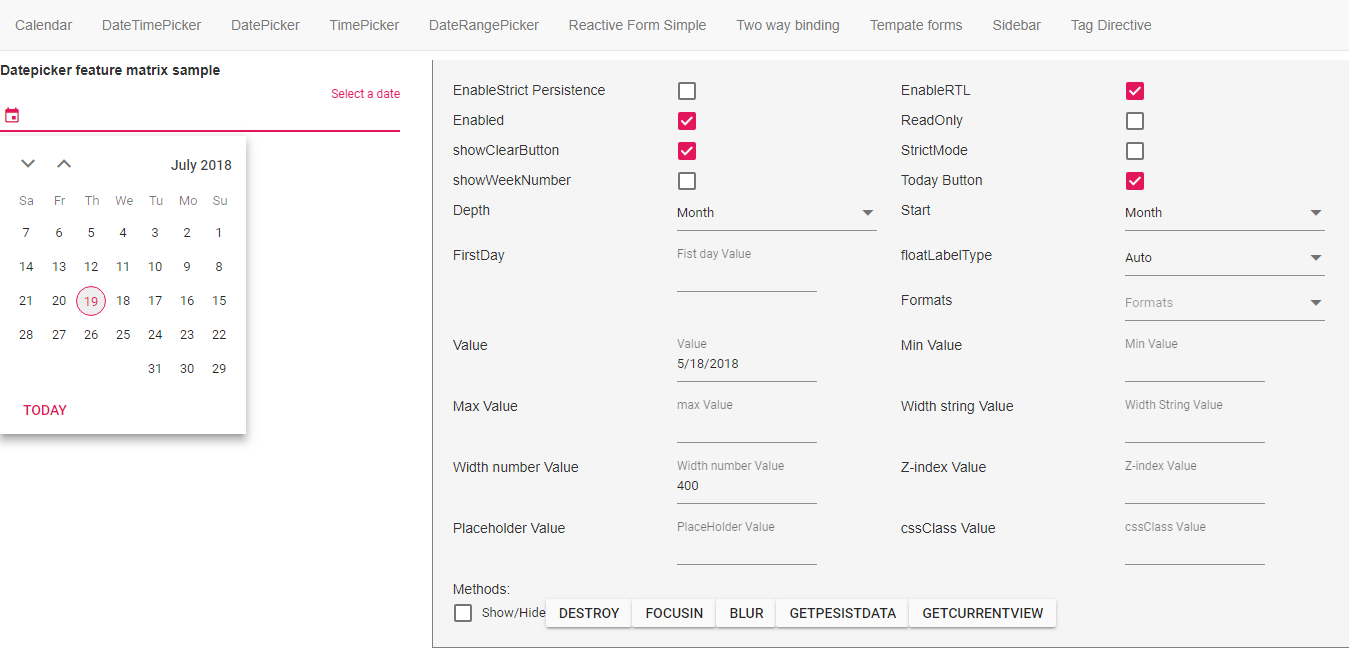 Calendar DateTimePicker DatePicker TimePicker DateRangePicker Reactive Form Simple Two way binding Tempate forms Sidebar Tag Directive
Datepicker feature matrix sample
Select a date
July 2018
Sa Fr Th We Tu Mo Su
7 6 5 4 3 2 1
14 13 12 11 10 9 8
21 20 19 18 17 16 15
28 27 26 25 24 23 22
31 30 29
TODAY
EnableStrict Persistence EnableRTL
Enabled ReadOnly
showClearButton StrictMode
showWeekNumber Today Button
Depth Month Start Month
FirstDay Fist day Value floatLabelType Auto
Formats Formats
Value Value Min Value Min Value
5/18/2018
Max Value max Value Width string Value Width String Value
Width number Value Width number Value Z-index Value Z-index Value
400
Placeholder Value PlaceHolder Value cssClass Value cssClass Value
Methods:
Show/Hide DESTROY FOCUSIN BLUR GETPESISTDATA GETCURRENTVIEW